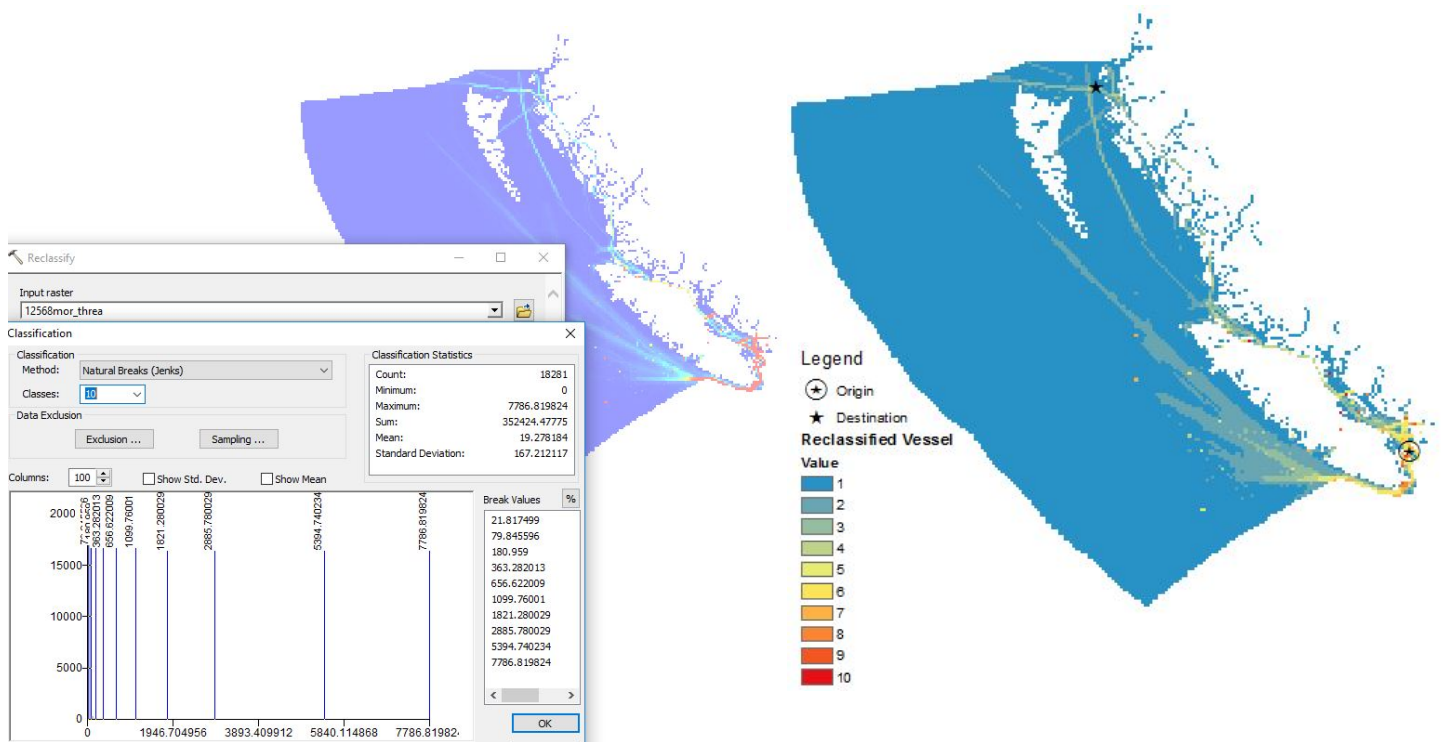 Reclassify
Input raster
12568mor_threa
Classification
Classification
Method: Natural Breaks (Jenks)
Classes: 10
Data Exclusion
Exclusion ... Sampling ...
Columns: 100 Show Std. Dev. Show Mean
Classification Statistics
Count: 18281
Minimum: 0
Maximum: 7786.819824
Sum: 352424.47775
Mean: 19.278184
Standard Deviation: 167.212117
2000
15000
10000
5000
0
363.282013
656.622009
1099.76001
1821.280029
2885.780029
5394.740234
7786.819824
0 1946.704956 3893.409912 5840.114868 7786.81982
Break Values %
21.817499
79.845596
180.959
363.282013
656.622009
1099.76001
1821.280029
2885.780029
5394.740234
7786.819824
OK
Legend
Origin
Destination
Reclassified Vessel
Value
1
2
3
4
5
6
7
8
9
10